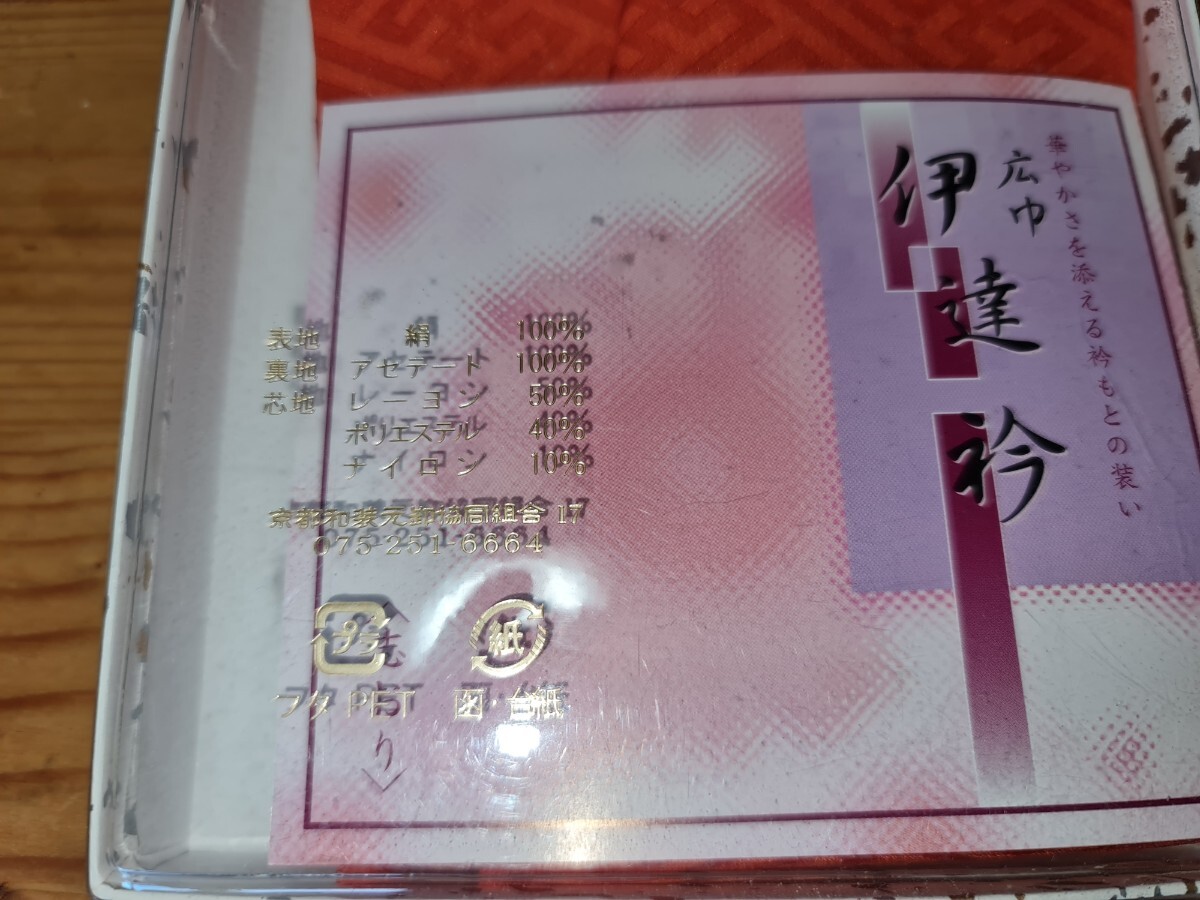 華やかさを添える衿もとの装い
広巾
伊達衿
表地 絹 100%
裏地 アセテート 100%
芯地 レーヨン 50%
ポリエステル 40%
ナイロン 10%
京都和装元卸協同組合 17
075-251-6664
プラ
紙
フタ PET
函・台紙